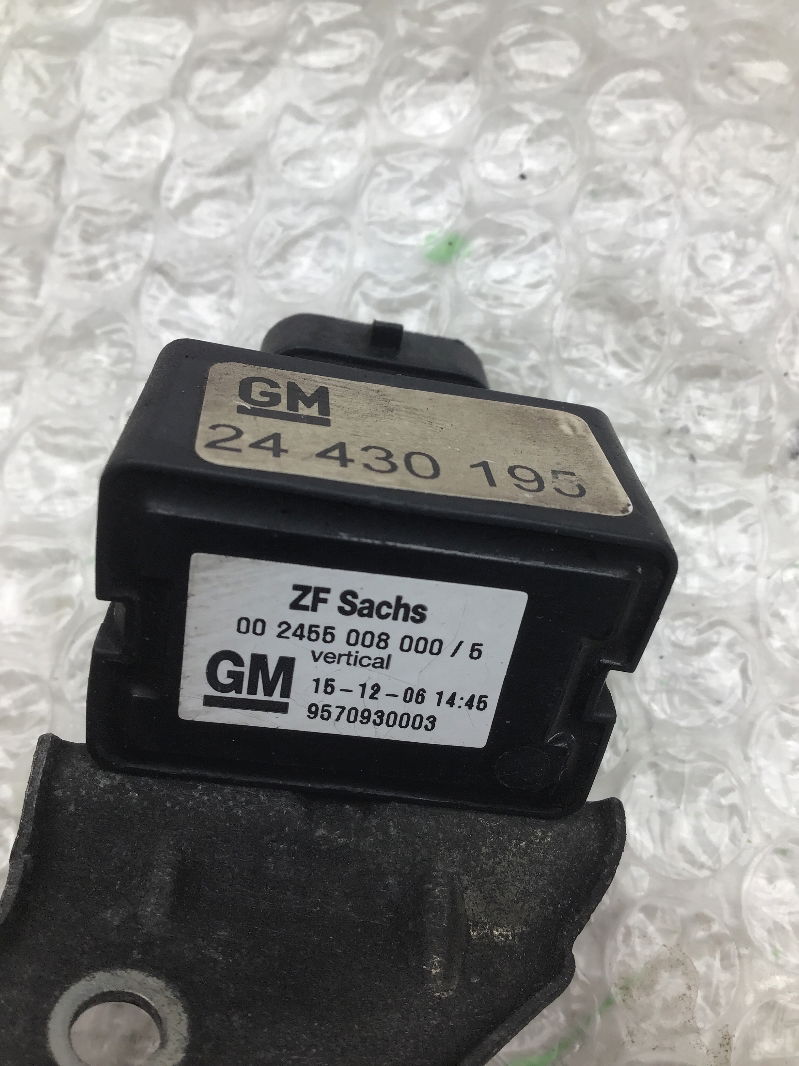 GM
24 430 195
ZF Sachs
00 2455 008 000 / 5
vertical
GM 15-12-06 14:45
9570930003